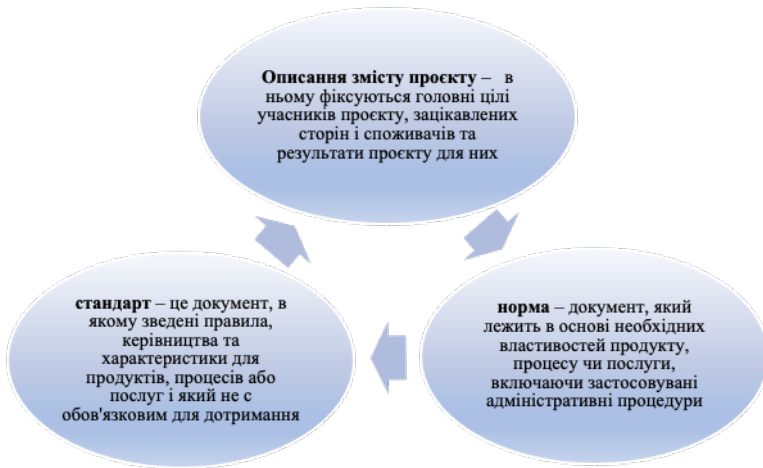 Описання змісту проєкту – в
ньому фіксуються головні цілі
учасників проєкту, зацікавлених
сторін і споживачів та
результати проєкту для них
стандарт – це документ, в
якому зведені правила,
керівництва та
характеристики для
продуктів, процесів або
послуг і який не с
обов'язковим для дотримання
норма – документ, який
лежить в основі необхідних
властивостей продукту,
процесу чи послуги,
включаючи застосовувані
адміністративні процедури